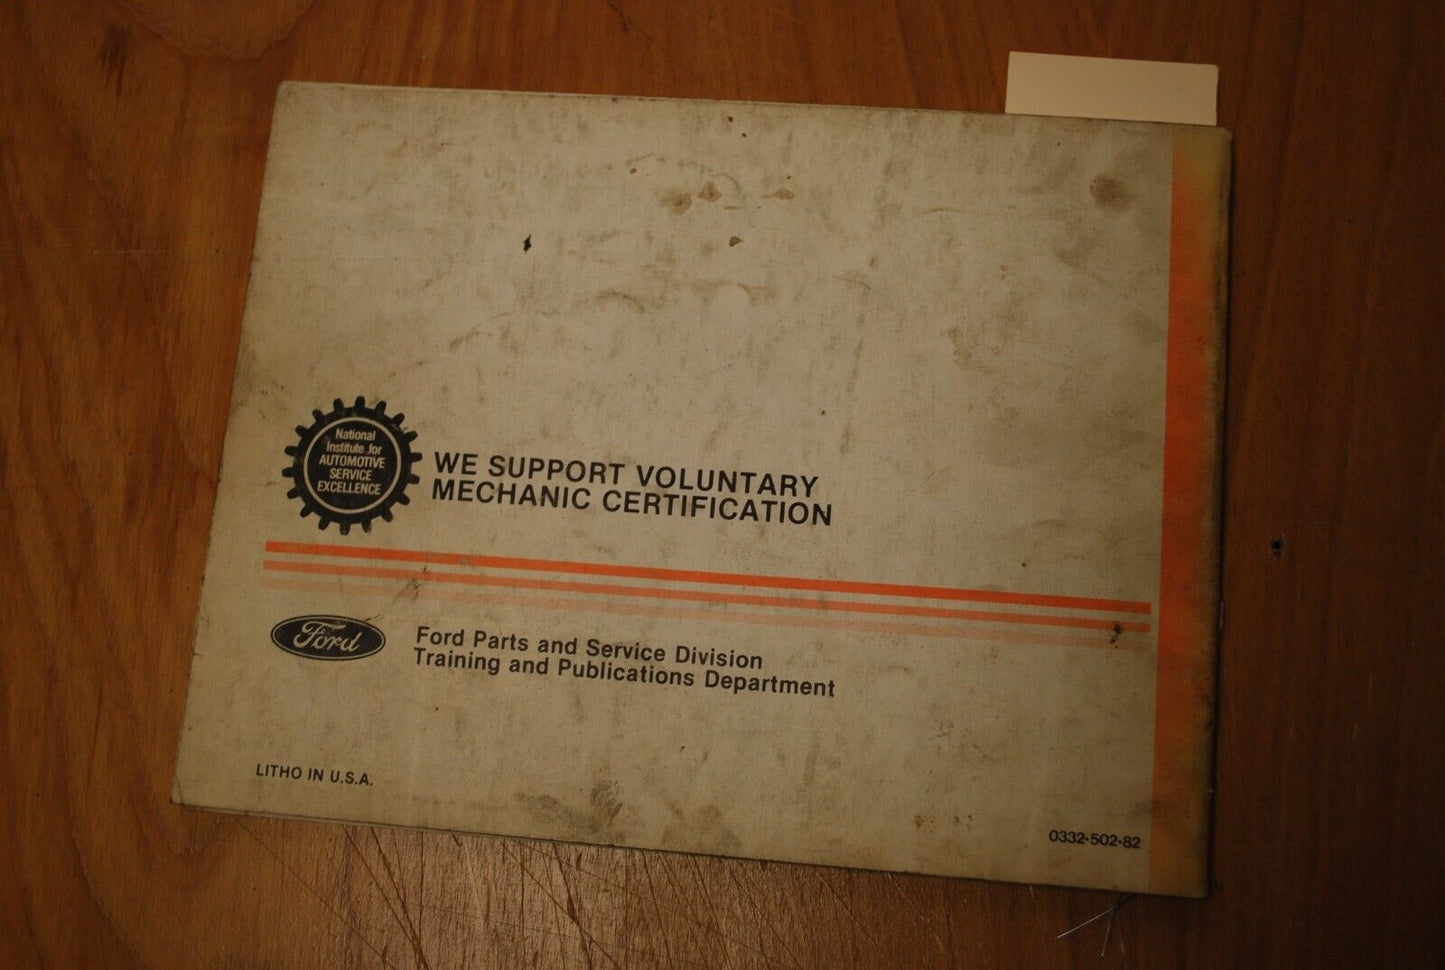 National
Institute for
AUTOMOTIVE
SERVICE
EXCELLENCE
WE SUPPORT VOLUNTARY
MECHANIC CERTIFICATION
Ford
Ford Parts and Service Division
Training and Publications Department
LITHO IN U.S.A.
0332-502-82